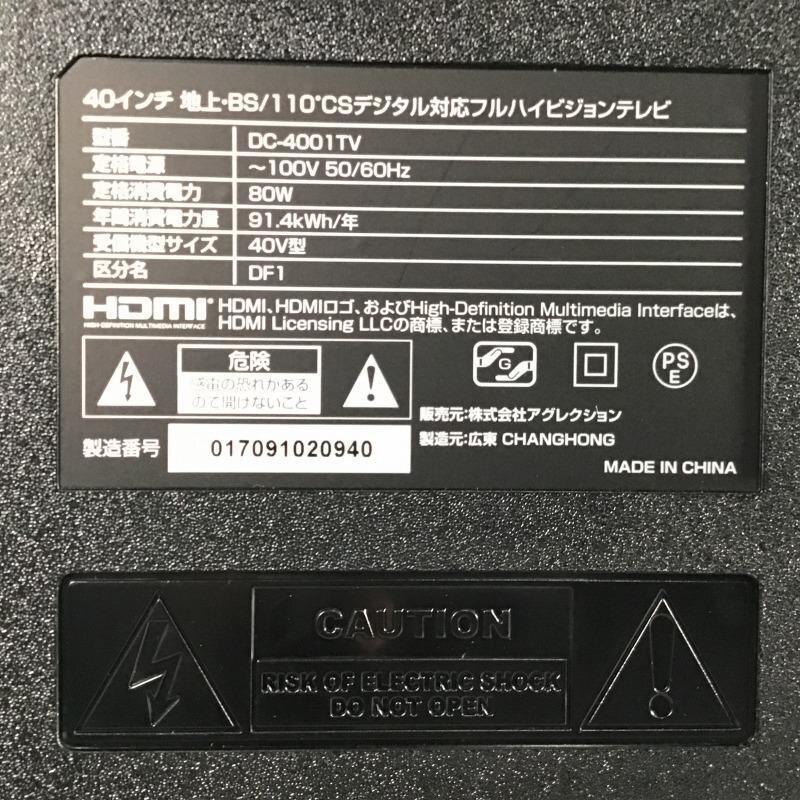 40インチ 地上・BS/110°CSデジタル対応フルハイビジョンテレビ
型番 DC-4001TV
定格電源 ～100V 50/60Hz
定格消費電力 80W
年間消費電力量 91.4kWh/年
受信機型サイズ 40V型
区分名 DF1
HDMI HDMI、HDMIロゴ、およびHigh-Definition Multimedia Interfaceは、
HIGH-DEFINITION MULTIMEDIA INTERFACE HDMI Licensing LLCの商標、または登録商標です。
危険
感電の恐れがある
ので開けないこと
G
PS
E
販売元:株式会社アグレクション
製造元:広東 CHANGHONG
製造番号 017091020940
MADE IN CHINA
CAUTION
RISK OF ELECTRIC SHOCK
DO NOT OPEN